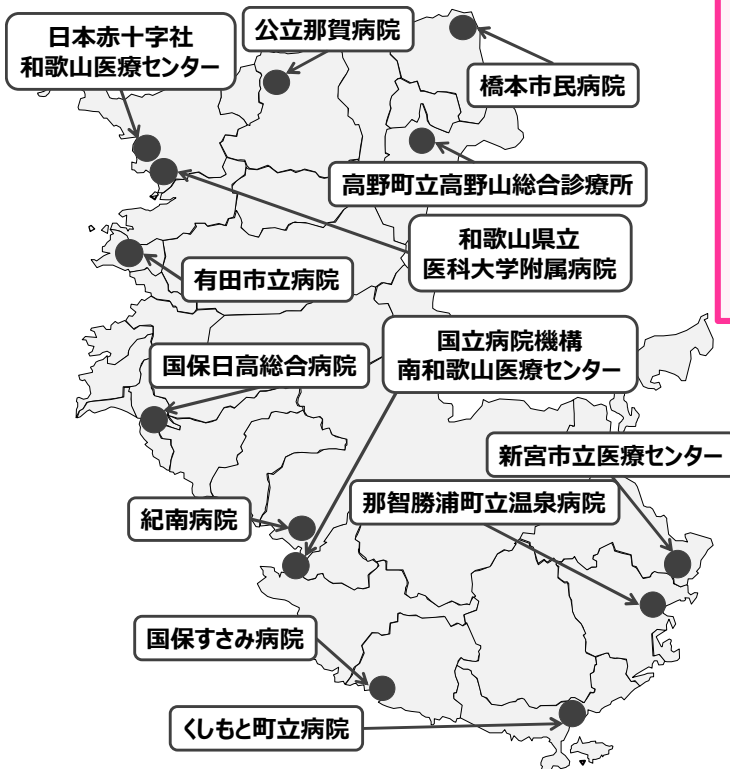 日本赤十字社
和歌山医療センター
公立那賀病院
橋本市民病院
高野町立高野山総合診療所
和歌山県立
医科大学附属病院
有田市立病院
国立病院機構
南和歌山医療センター
国保日高総合病院
新宮市立医療センター
那智勝浦町立温泉病院
紀南病院
国保すさみ病院
くしもと町立病院